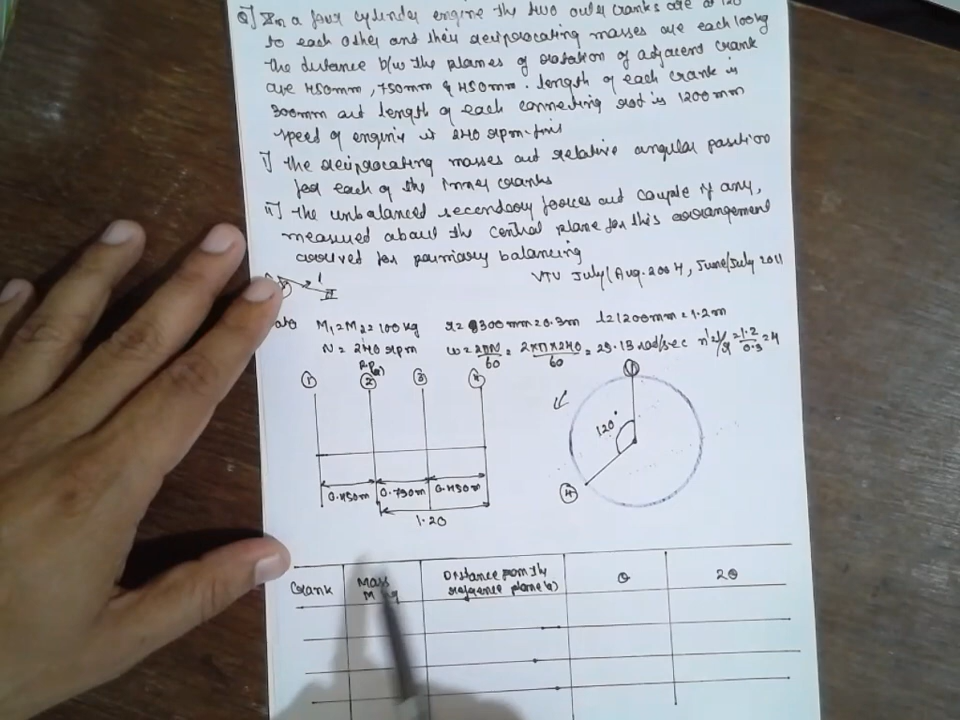 Q] In a four cylinder engine the two outer cranks are at 120°
to each other and their reciprocating masses are each 100kg
the distance b/w the planes of rotation of adjacent crank
are 450mm, 750mm & 450mm. length of each crank is
300mm and length of each connecting rod is 1200mm
speed of engine is 240 rpm. find
i] the reciprocating masses and relative angular position
for each of the inner cranks
ii] The unbalanced secondary forces and couple if any,
measured about the central plane for this arrangement
arrived for primary balancing
VTU July/Aug.2004, June/July 2011
M1=M4=100kg r=300mm=0.3m l=1200mm=1.2m
N=240 rpm ω=2πN/60=2×π×240/60=25.13 rad/sec n=l/r=1.2/0.3=4
R.P(2)
1 2 3 4 1
120°
0.450m 0.750m 0.450m 4
1.20
Crank Mass Distance from the θ 2θ
M reference plane